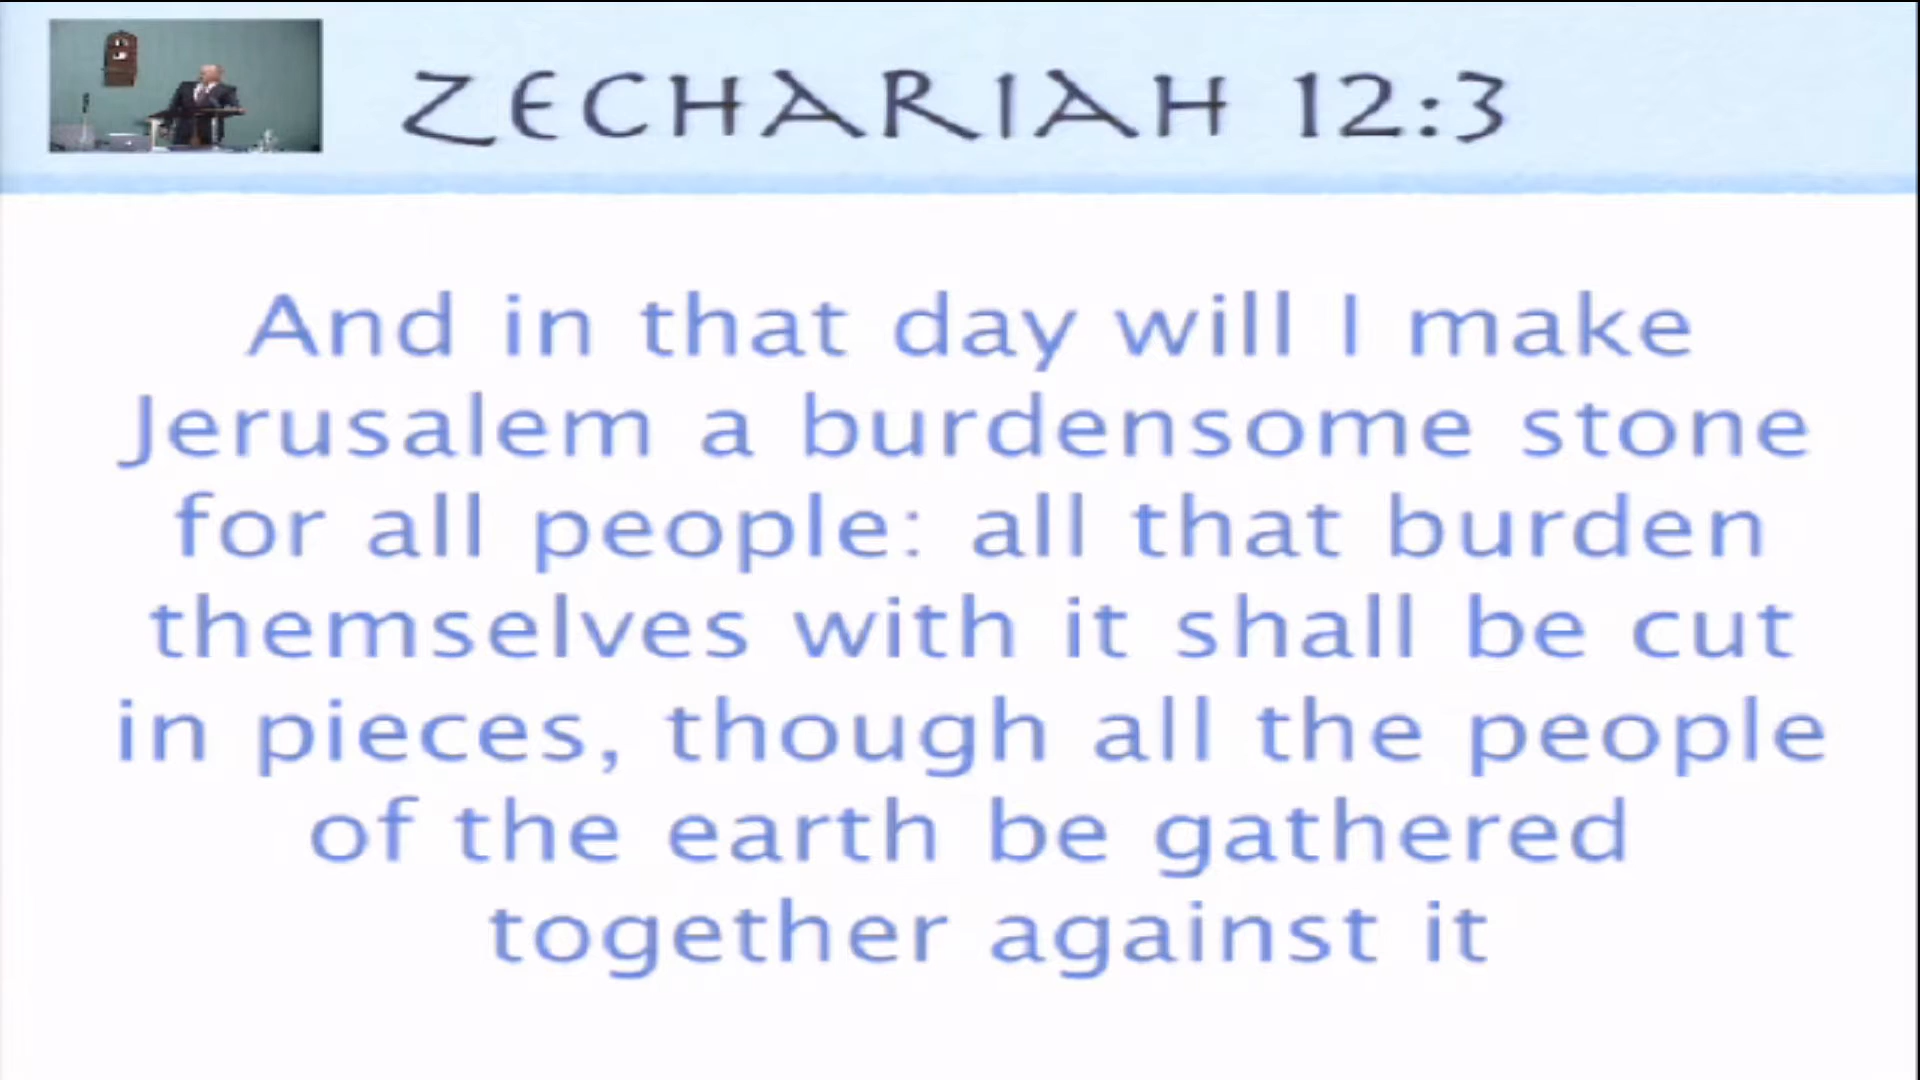 ZECHARIAH 12:3
And in that day will I make
Jerusalem a burdensome stone
for all people: all that burden
themselves with it shall be cut
in pieces, though all the people
of the earth be gathered
together against it